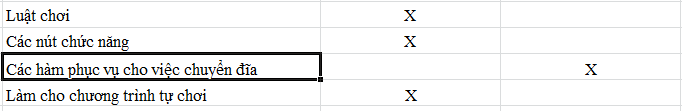 Luật chơi X
Các nút chức năng X
Các hàm phục vụ cho việc chuyển đĩa X
Làm cho chương trình tự chơi X